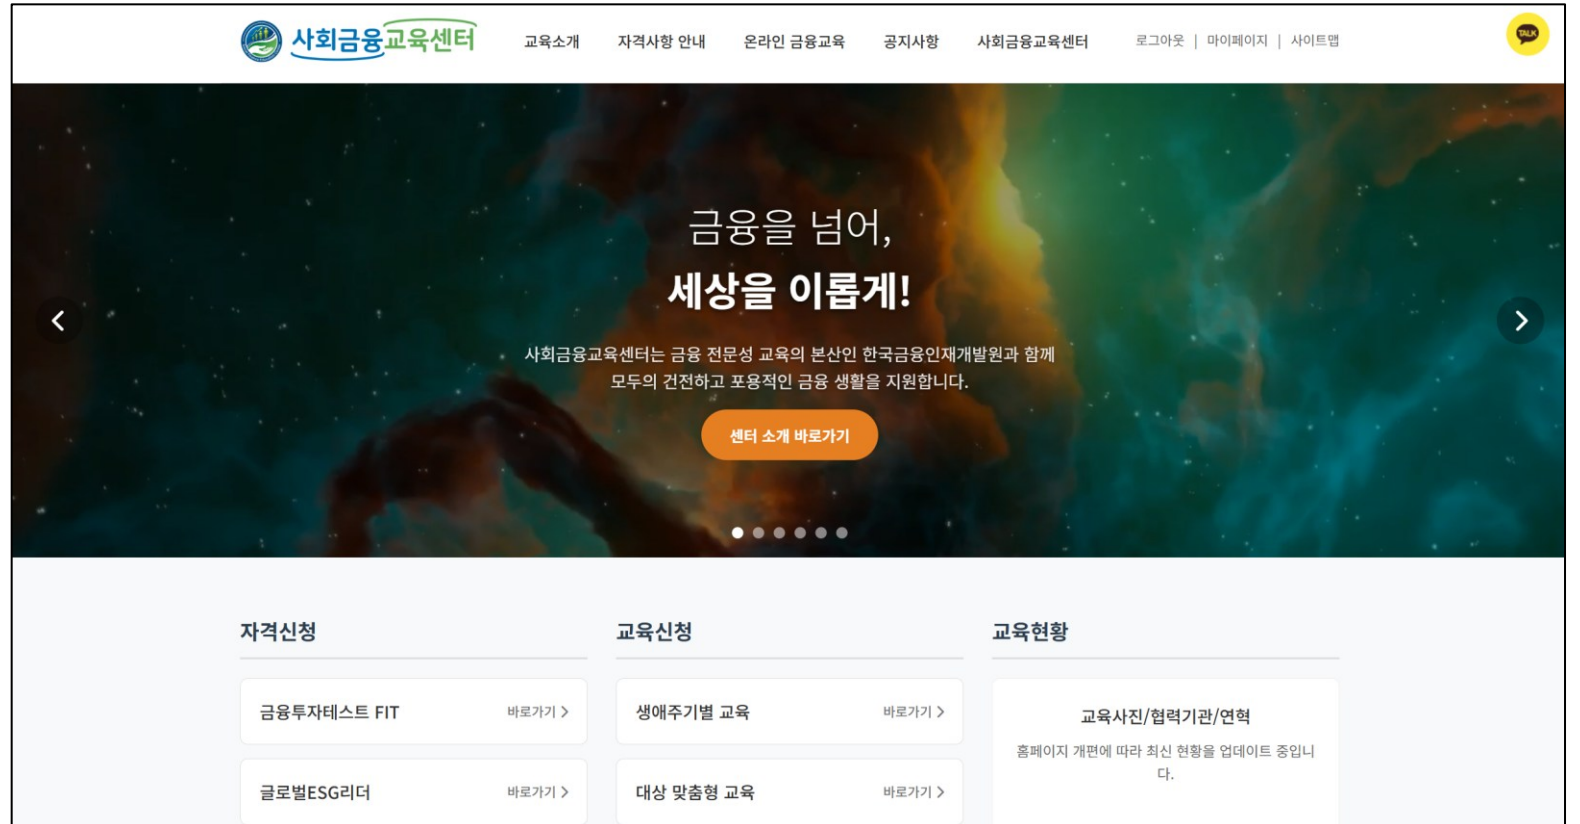 사회금융교육센터
교육소개 자격사항 안내 온라인 금융교육 공지사항 사회금융교육센터 로그아웃 | 마이페이지 | 사이트맵
TALK
금융을 넘어,
세상을 이롭게!
사회금융교육센터는 금융 전문성 교육의 본산인 한국금융인재개발원과 함께
모두의 건전하고 포용적인 금융 생활을 지원합니다.
센터 소개 바로가기
자격신청
금융투자테스트 FIT 바로가기
글로벌ESG리더 바로가기
교육신청
생애주기별 교육 바로가기
대상 맞춤형 교육 바로가기
교육현황
교육사진/협력기관/연혁
홈페이지 개편에 따라 최신 현황을 업데이트 중입니
다.